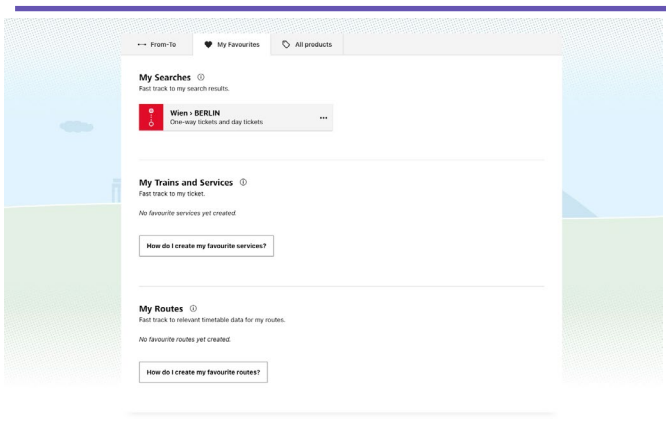 From-To
My Favourites
All products
My Searches
Fast track to my search results.
Wien › BERLIN
One-way tickets and day tickets
My Trains and Services
Fast track to my ticket.
No favourite services yet created.
How do I create my favourite services?
My Routes
Fast track to relevant timetable data for my routes.
No favourite routes yet created.
How do I create my favourite routes?